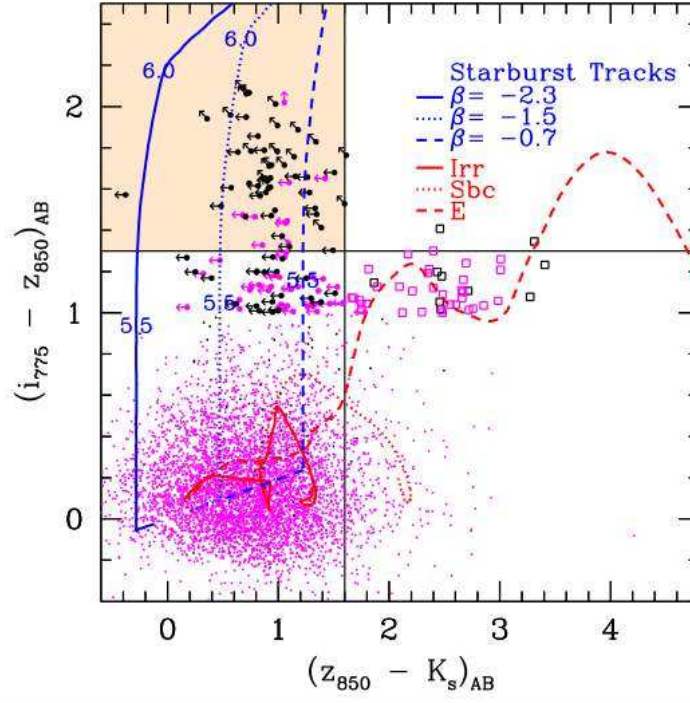 6.0 6.0
Starburst Tracks
β= −2.3
β= −1.5
β= −0.7
Irr
Sbc
E
5.5 5.5 5.5
2
1
0
(i775 − z850)AB
0 1 2 3 4
(z850 − Ks)AB